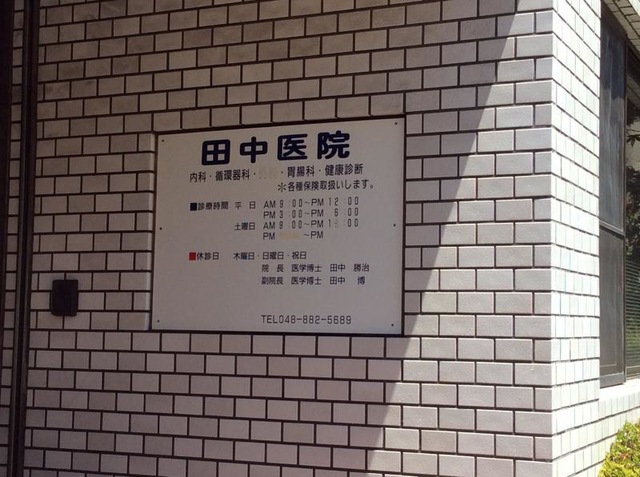 田中医院
内科・循環器科・・胃腸科・健康診断
＊各種保険取扱いします。
■診療時間 平日 AM 9:00～PM 12:00
PM 3:00～PM 6:00
土曜日 AM 9:00～PM 1:00
PM ～PM
■休診日 木曜日・日曜日・祝日
院長 医学博士 田中 勝治
副院長 医学博士 田中 博
TEL048-882-5689